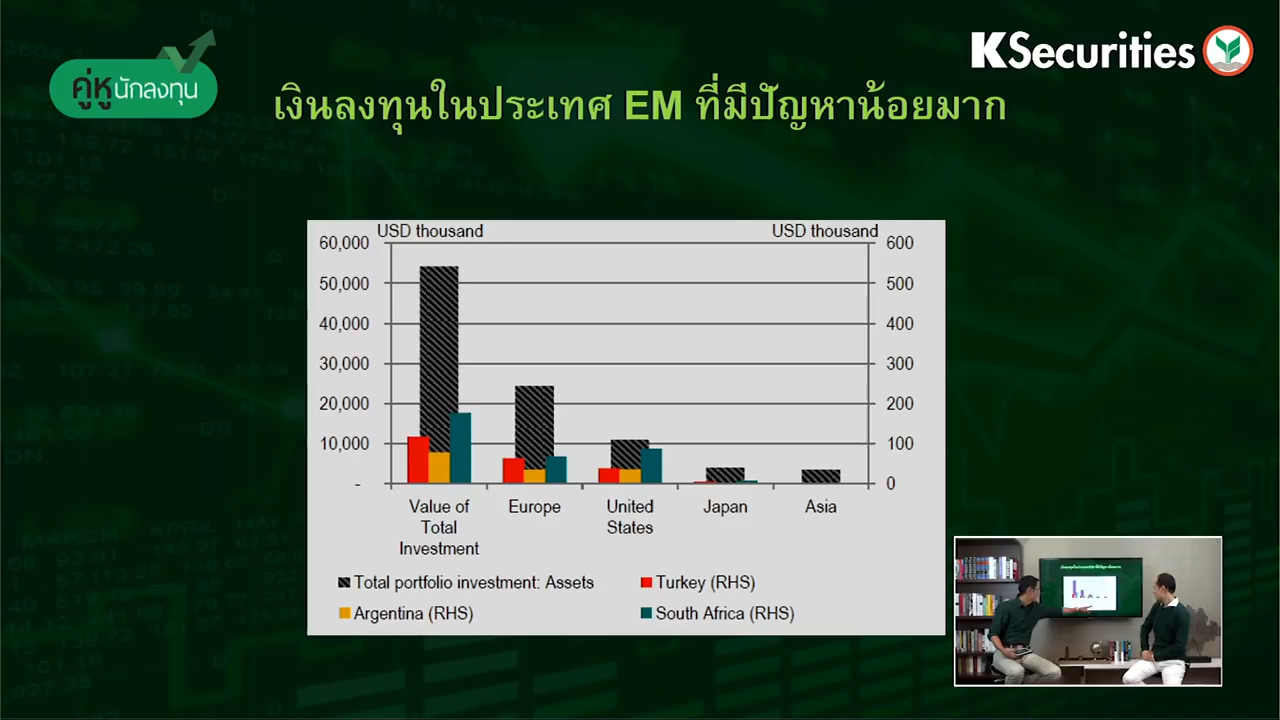 คู่หูนักลงทุน
KSecurities
เงินลงทุนในประเทศ EM ที่มีปัญหาน้อยมาก
USD thousand
USD thousand
60,000
600
50,000
500
40,000
400
30,000
300
20,000
200
10,000
100
-
0
Value of Total Investment
Europe
United States
Japan
Asia
Total portfolio investment: Assets
Turkey (RHS)
Argentina (RHS)
South Africa (RHS)